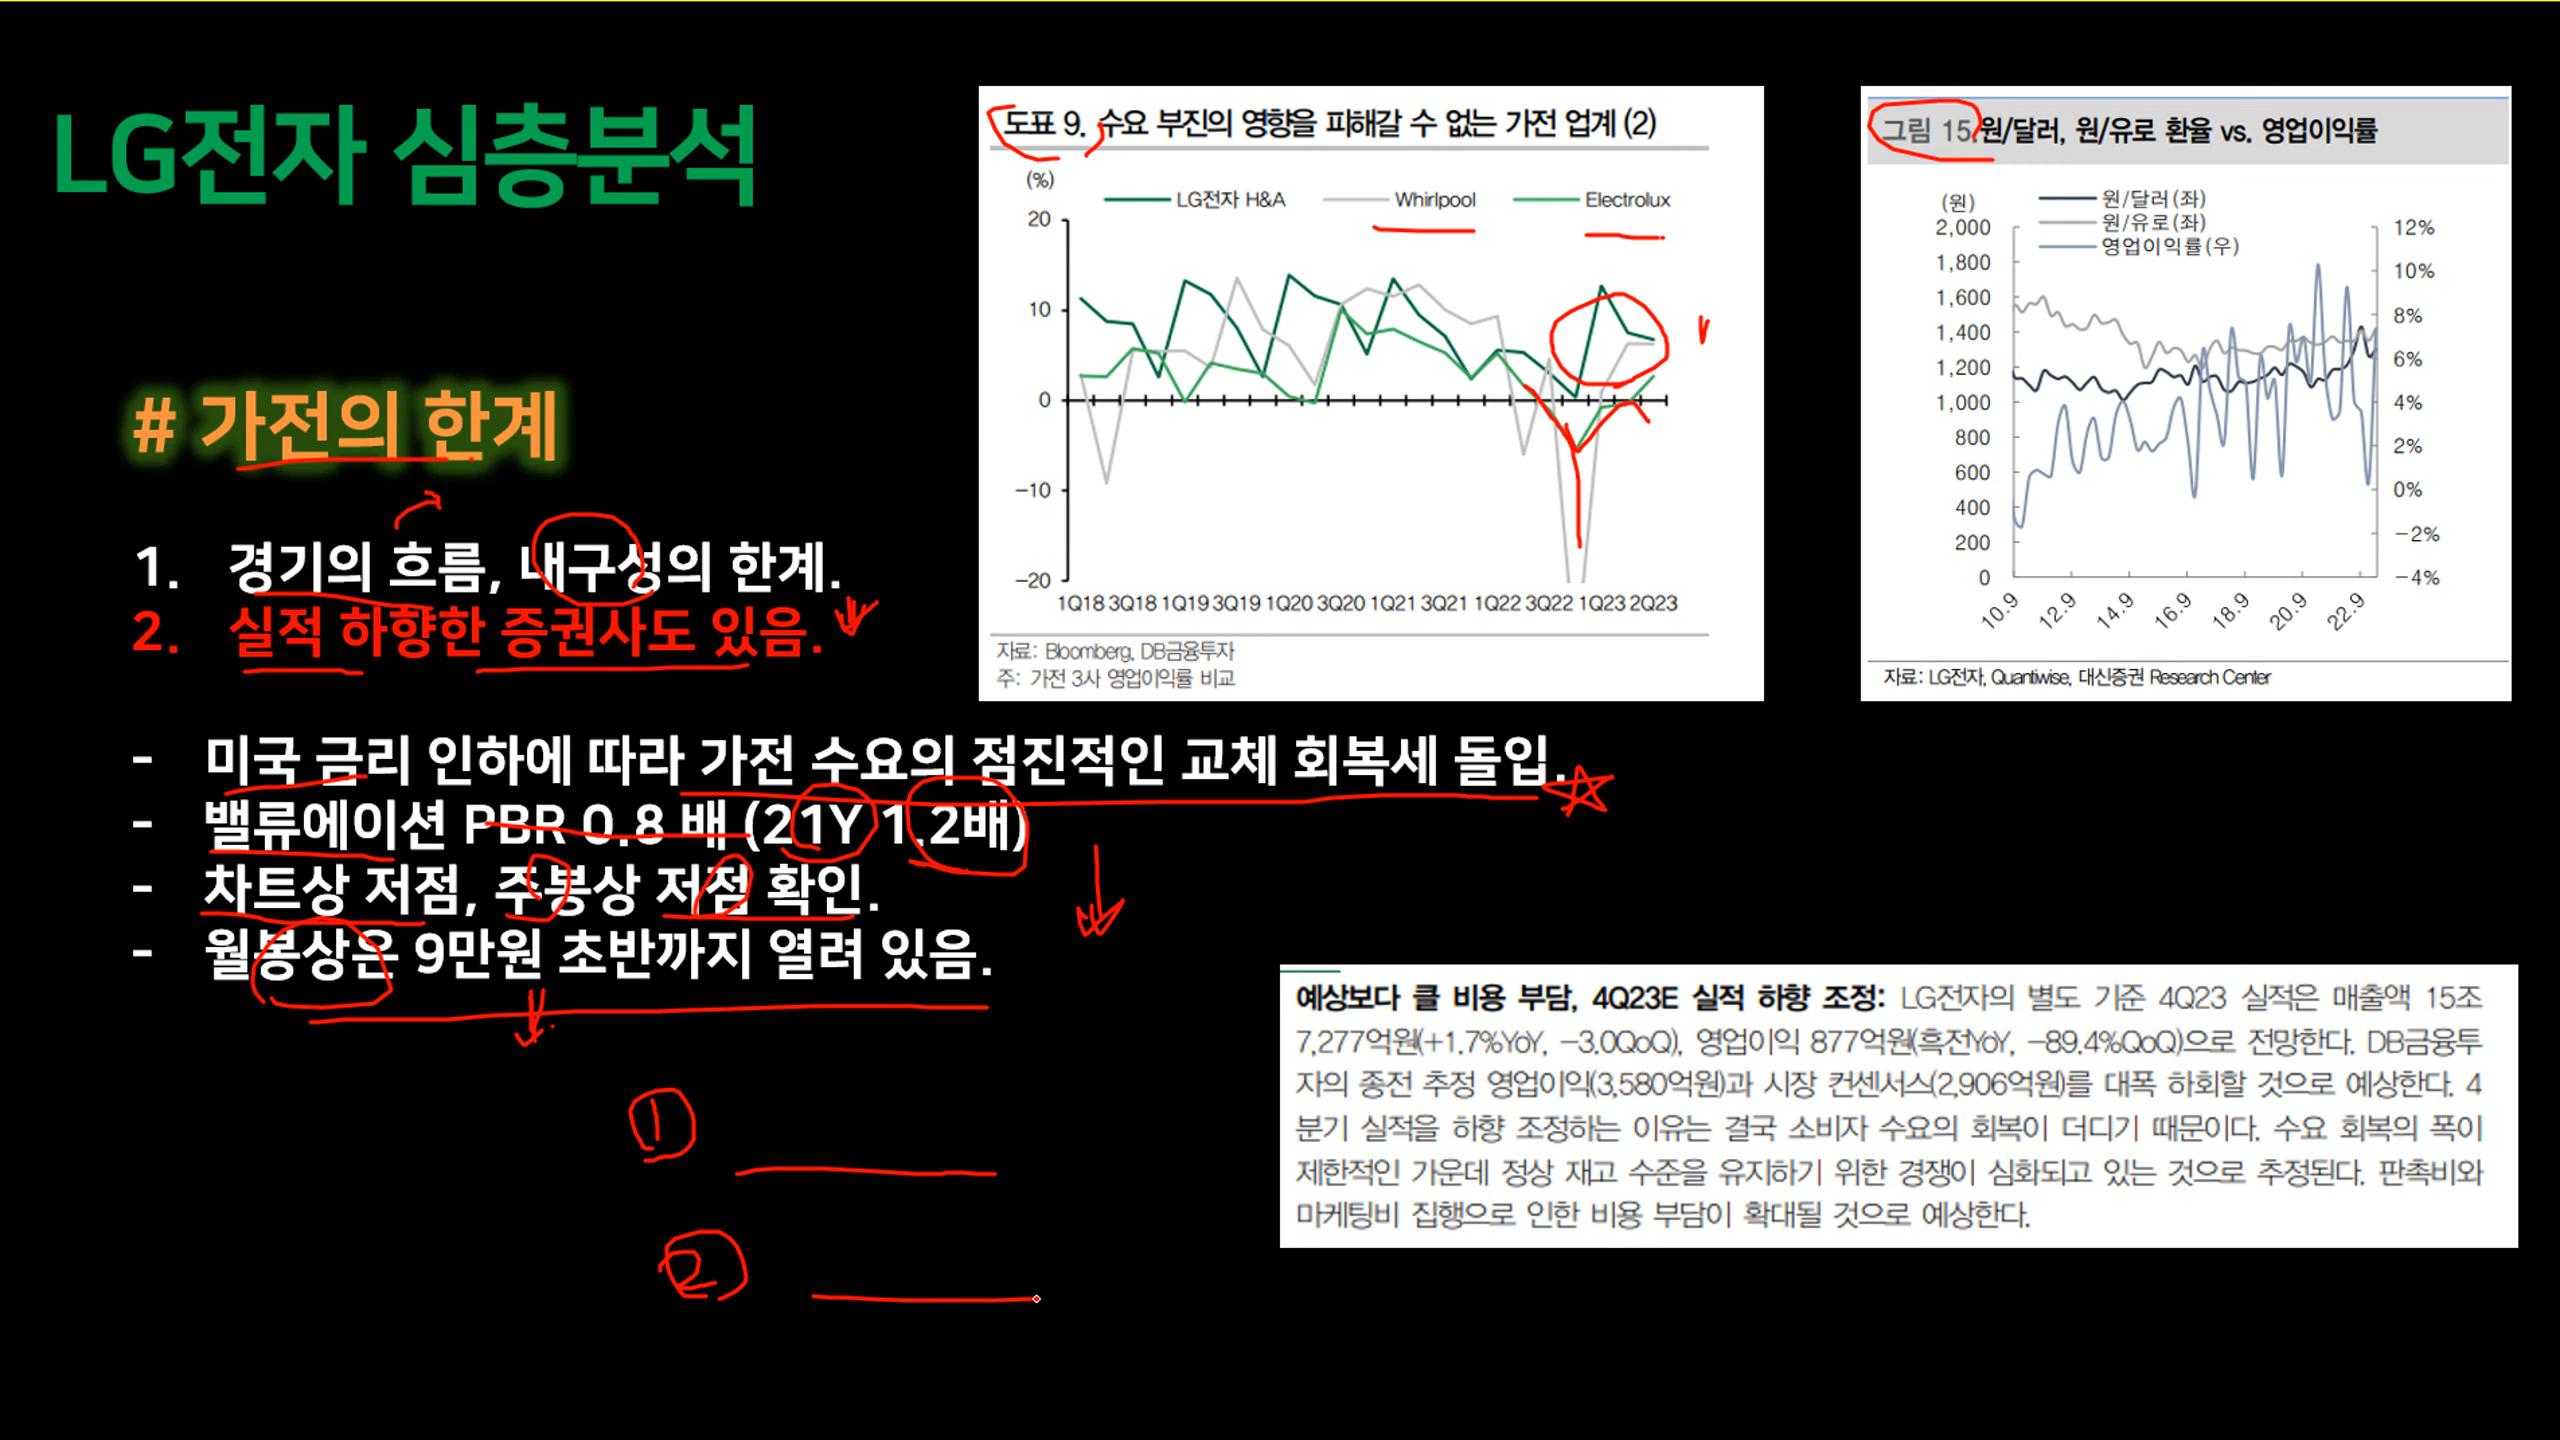 LG전자 심층분석
# 가전의 한계
1. 경기의 흐름, 내구성의 한계.
2. 실적 하향한 증권사도 있음.
- 미국 금리 인하에 따라 가전 수요의 점진적인 교체 회복세 돌입.
- 밸류에이션 PBR 0.8 배 (21Y 1.2배)
- 차트상 저점, 주봉상 저점 확인.
- 월봉상은 9만원 초반까지 열려 있음.
1
2
도표 9. 수요 부진의 영향을 피해갈 수 없는 가전 업계 (2)
(%)
LG전자 H&A Whirlpool Electrolux
20
10
0
-10
-20
1Q18 3Q18 1Q19 3Q19 1Q20 3Q20 1Q21 3Q21 1Q22 3Q22 1Q23 2Q23
자료: Bloomberg, DB금융투자
주: 가전 3사 영업이익률 비교
그림 15. 원/달러, 원/유로 환율 vs. 영업이익률
(원)
원/달러(좌)
원/유로(좌)
영업이익률(우)
2,000 12%
1,800 10%
1,600 8%
1,400 6%
1,200 4%
1,000 2%
800 0%
600 -2%
400 -4%
200
0
10.9 12.9 14.9 16.9 18.9 20.9 22.9
자료: LG전자, Quantiwise, 대신증권 Research Center
예상보다 클 비용 부담, 4Q23E 실적 하향 조정: LG전자의 별도 기준 4Q23 실적은 매출액 15조
7,277억원(+1.7%YoY, -3.0QoQ), 영업이익 877억원(흑전YoY, -89.4%QoQ)으로 전망한다. DB금융투
자의 종전 추정 영업이익(3,580억원)과 시장 컨센서스(2,906억원)를 대폭 하회할 것으로 예상한다. 4
분기 실적을 하향 조정하는 이유는 결국 소비자 수요의 회복이 더디기 때문이다. 수요 회복의 폭이
제한적인 가운데 정상 재고 수준을 유지하기 위한 경쟁이 심화되고 있는 것으로 추정된다. 판촉비와
마케팅비 집행으로 인한 비용 부담이 확대될 것으로 예상한다.